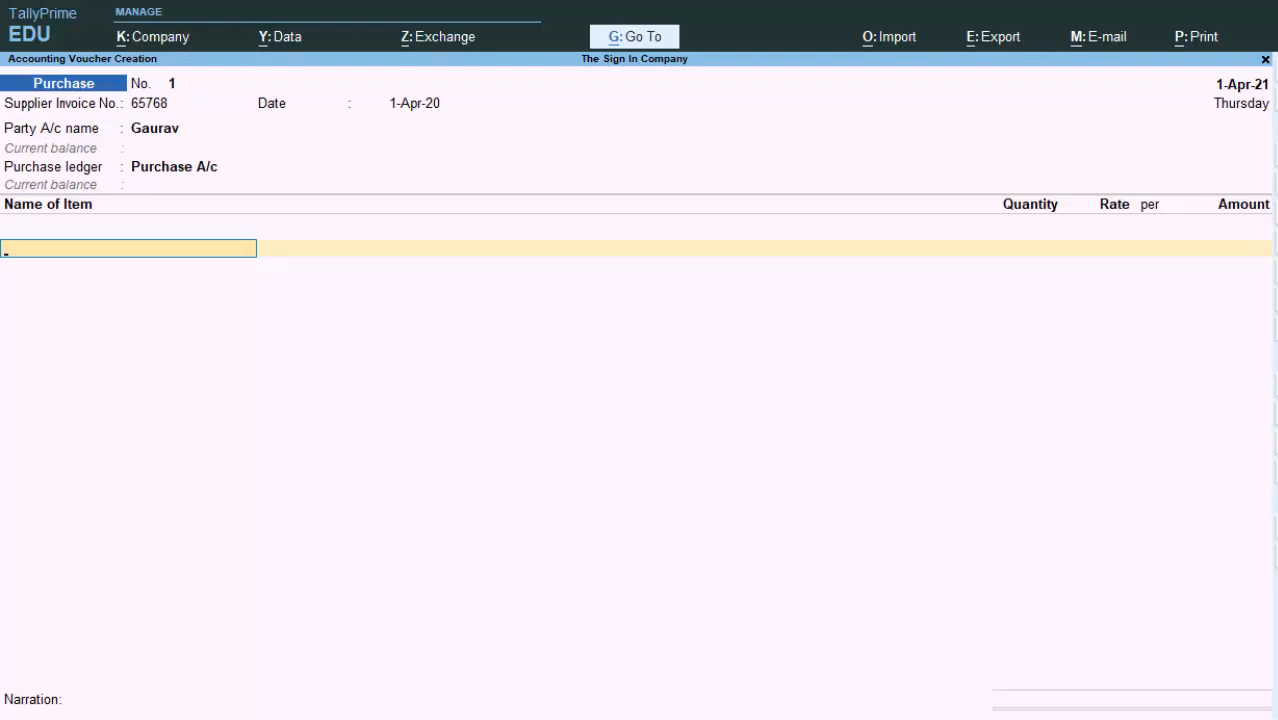 TallyPrime MANAGE
EDU K: Company Y: Data Z: Exchange G: Go To O: Import E: Export M: E-mail P: Print
Accounting Voucher Creation The Sign In Company ×
Purchase No. 1 1-Apr-21
Supplier Invoice No.: 65768 Date : 1-Apr-20 Thursday
Party A/c name : Gaurav
Current balance :
Purchase ledger : Purchase A/c
Current balance :
Name of Item Quantity Rate per Amount
Narration: